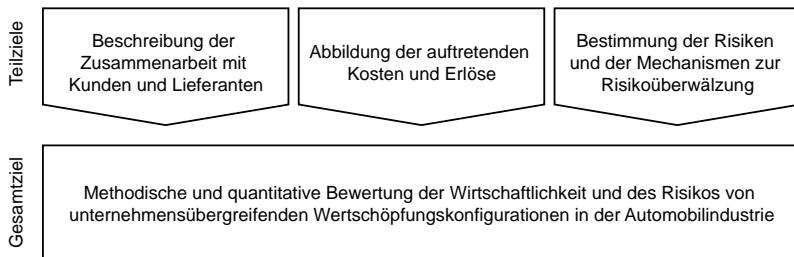 Teilziele
Beschreibung der
Zusammenarbeit mit
Kunden und Lieferanten
Abbildung der auftretenden
Kosten und Erlöse
Bestimmung der Risiken
und der Mechanismen zur
Risikoüberwälzung
Gesamtziel
Methodische und quantitative Bewertung der Wirtschaftlichkeit und des Risikos von
unternehmensübergreifenden Wertschöpfungskonfigurationen in der Automobilindustrie